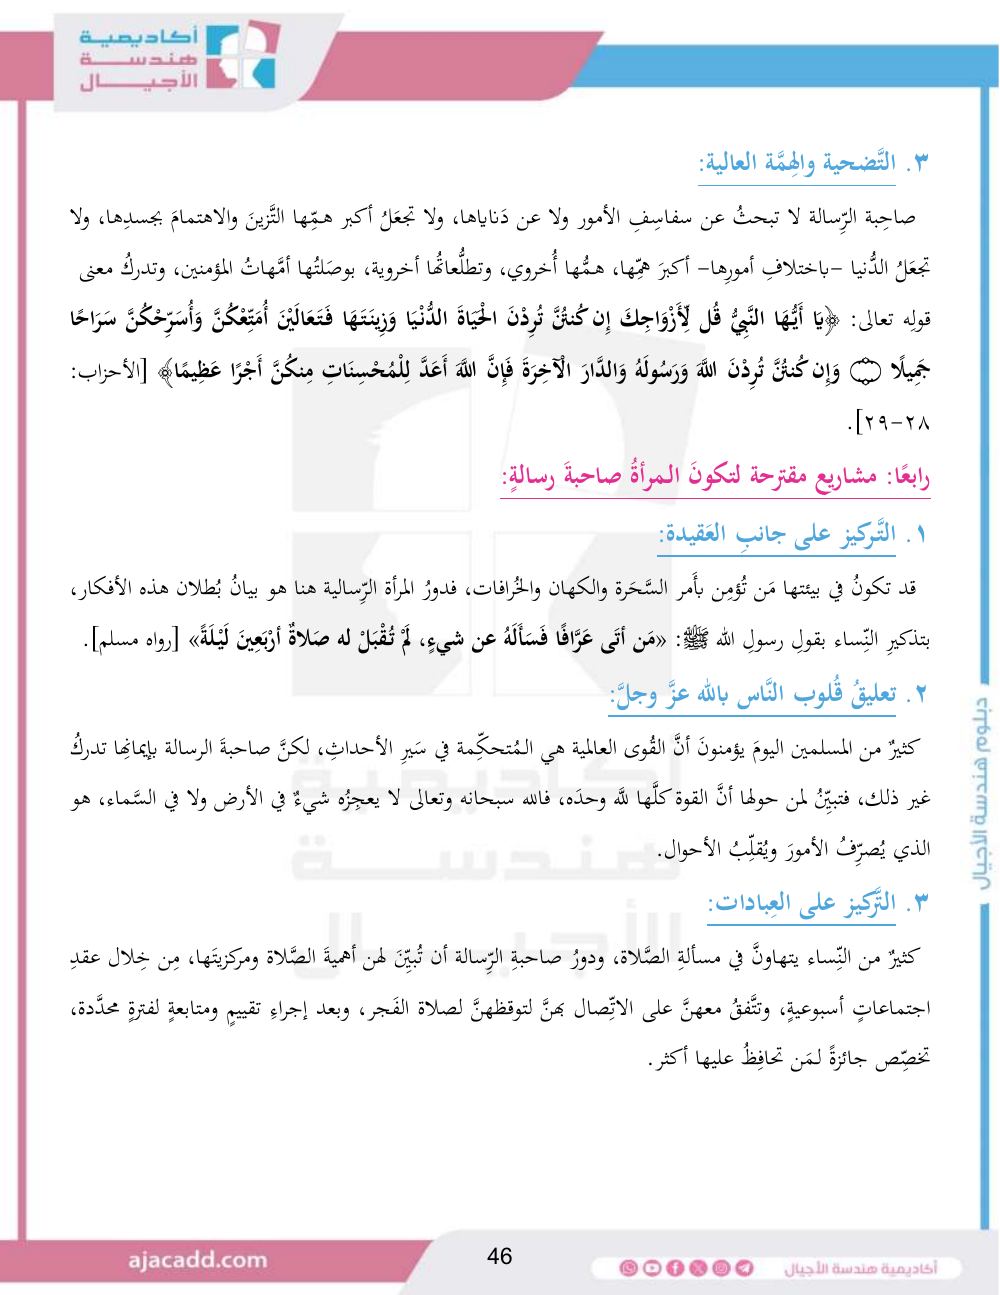 أكاديمية
هندسة
الأجيال
٣. التَّضحية والهِمَّة العالية:
صاحِبة الرِّسالة لا تبحثُ عن سفاسِفِ الأمور ولا عن دَناياها، ولا تجعَلُ أكبر همِّها التَّزينَ والاهتمامَ بجسدِها، ولا
تجعَلُ الدُّنيا –باختلافِ أمورِها– أكبرَ همِّها، همُّها أُخروي، وتطلُّعاتُها أخروية، بوصَلتُها أمَّهاتُ المؤمنين، وتدركُ معنى
قولِه تعالى: ﴿يَا أَيُّهَا النَّبِيُّ قُل لِّأَزْوَاجِكَ إِن كُنتُنَّ تُرِدْنَ الْحَيَاةَ الدُّنْيَا وَزِينَتَهَا فَتَعَالَيْنَ أُمَتِّعْكُنَّ وَأُسَرِّحْكُنَّ سَرَاحًا
جَمِيلًا ۝ وَإِن كُنتُنَّ تُرِدْنَ اللَّهَ وَرَسُولَهُ وَالدَّارَ الْآخِرَةَ فَإِنَّ اللَّهَ أَعَدَّ لِلْمُحْسِنَاتِ مِنكُنَّ أَجْرًا عَظِيمًا﴾ [الأحزاب:
٢٨-٢٩].
رابعًا: مشاريع مقترحة لتكونَ المرأةُ صاحبةَ رسالةٍ:
١. التَّركيز على جانبِ العَقيدة:
قد تكونُ في بيئتها مَن تُؤمِن بأَمر السَّحَرة والكهان والخُرافات، فدورُ المرأة الرِّسالية هنا هو بيانُ بُطلان هذه الأفكار،
بتذكيرِ النِّساء بقولِ رسولِ الله ﷺ: «مَن أتَى عَرَّافًا فَسَأَلَهُ عن شيءٍ، لَمْ تُقْبَلْ له صَلاةٌ أرْبَعِينَ لَيْلَةً» [رواه مسلم].
٢. تعليقُ قُلوب النَّاس بالله عزَّ وجلَّ:
كثيرٌ من المسلمين اليومَ يؤمنونَ أنَّ القُوى العالمية هي المُتحكِّمة في سَيرِ الأحداثِ، لكنَّ صاحبةَ الرسالة بإيمانِها تدركُ
غير ذلك، فتبيِّنُ لمن حولها أنَّ القوة كلَّها للَّه وحدَه، فالله سبحانه وتعالى لا يعجِزُه شيءٌ في الأرض ولا في السَّماء، هو
الذي يُصرِّفُ الأمورَ ويُقلِّبُ الأحوال.
٣. التَّركيز على العِبادات:
كثيرٌ من النِّساء يتهاونَّ في مسألةِ الصَّلاة، ودورُ صاحبةِ الرِّسالة أن تُبيِّنَ لهن أهميةَ الصَّلاة ومركزيتَها، مِن خِلال عقدِ
اجتماعاتٍ أسبوعيةٍ، وتتَّفقُ معهنَّ على الاتِّصال بهنَّ لتوقظهنَّ لصلاة الفَجر، وبعد إجراءِ تقييمٍ ومتابعةٍ لفترةٍ محدَّدة،
تخصِّص جائزةً لمَن تحافِظُ عليها أكثر.
دبلوم هندسة الأجيال
ajacadd.com
46
أكاديمية هندسة الأجيال